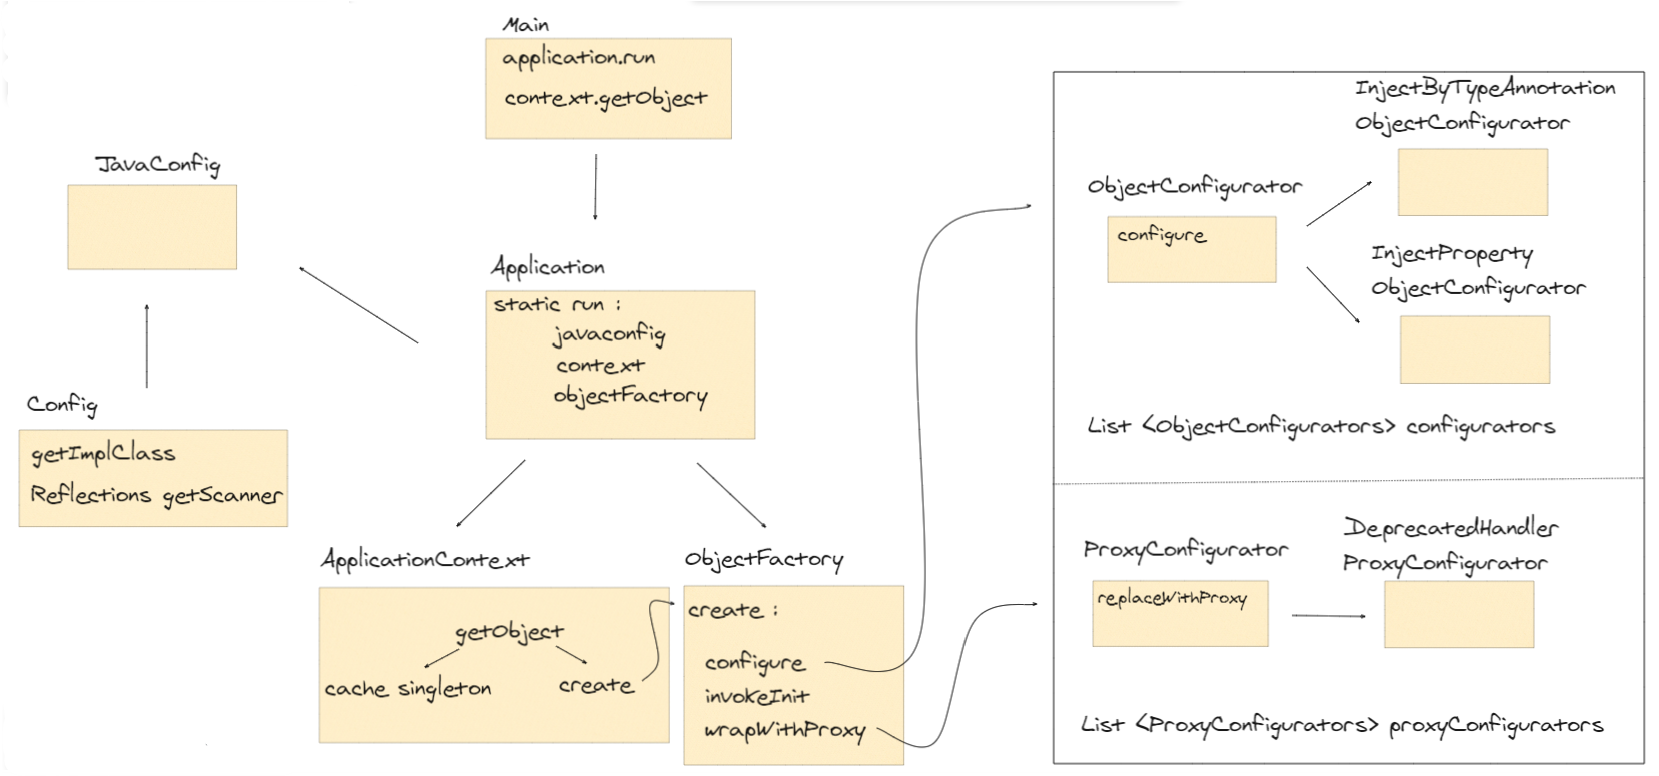 Main
application.run
context.getObject
JavaConfig
Application
static run :
javaconfig
context
objectFactory
Config
getImplClass
Reflections getScanner
ApplicationContext
getObject
cache singleton
create
ObjectFactory
create :
configure
invokeInit
wrapWithProxy
InjectByTypeAnnotation
ObjectConfigurator
ObjectConfigurator
configure
InjectProperty
ObjectConfigurator
List <ObjectConfigurators> configurators
ProxyConfigurator
replaceWithProxy
DeprecatedHandler
ProxyConfigurator
List <ProxyConfigurators> proxyConfigurators